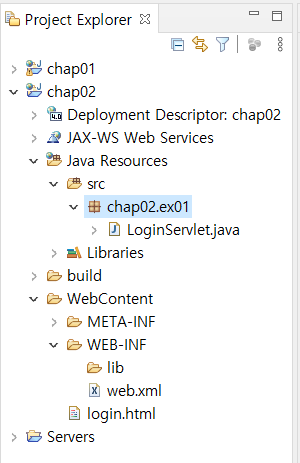 Project Explorer
chap01
chap02
Deployment Descriptor: chap02
JAX-WS Web Services
Java Resources
src
chap02.ex01
LoginServlet.java
Libraries
build
WebContent
META-INF
WEB-INF
lib
web.xml
login.html
Servers